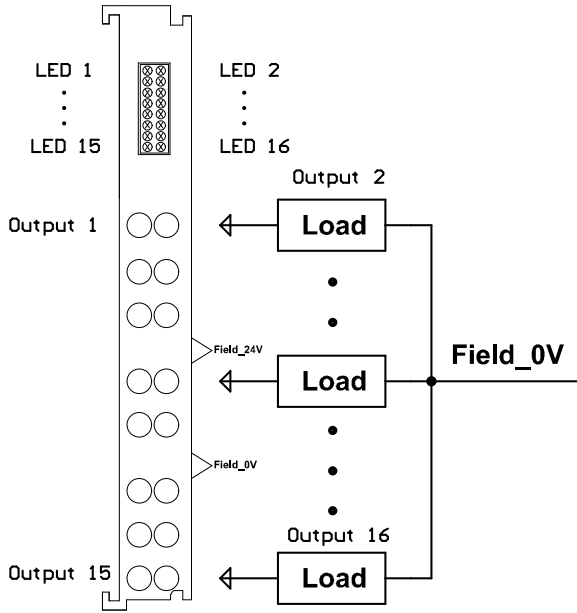 LED 1
LED 2
LED 15
LED 16
Output 2
Output 1
Load
Field_24V
Field_0V
Load
Field_0V
Output 16
Output 15
Load